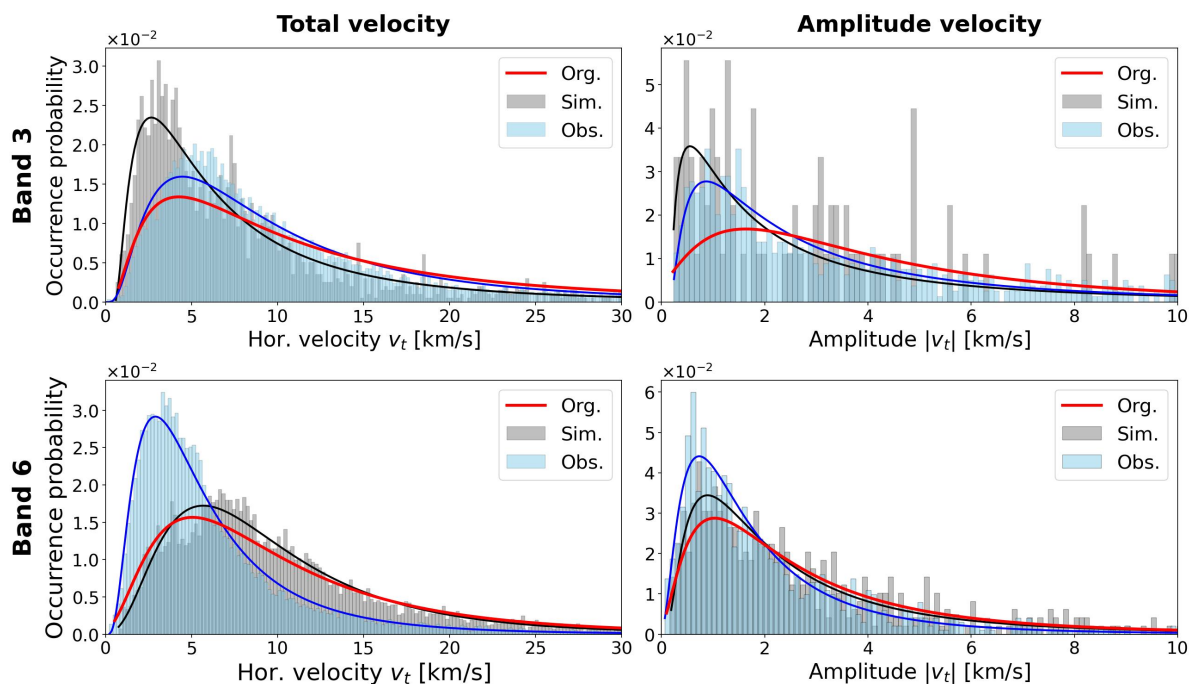 Total velocity
Amplitude velocity
Band 3
×10⁻²
Occurrence probability
3.0
2.5
2.0
1.5
1.0
0.5
0.0
0 5 10 15 20 25 30
Hor. velocity vₜ [km/s]
Org.
Sim.
Obs.
×10⁻²
5
4
3
2
1
0
0 2 4 6 8 10
Amplitude |vₜ| [km/s]
Org.
Sim.
Obs.
Band 6
×10⁻²
Occurrence probability
3.0
2.5
2.0
1.5
1.0
0.5
0.0
0 5 10 15 20 25 30
Hor. velocity vₜ [km/s]
Org.
Sim.
Obs.
×10⁻²
6
5
4
3
2
1
0
0 2 4 6 8 10
Amplitude |vₜ| [km/s]
Org.
Sim.
Obs.